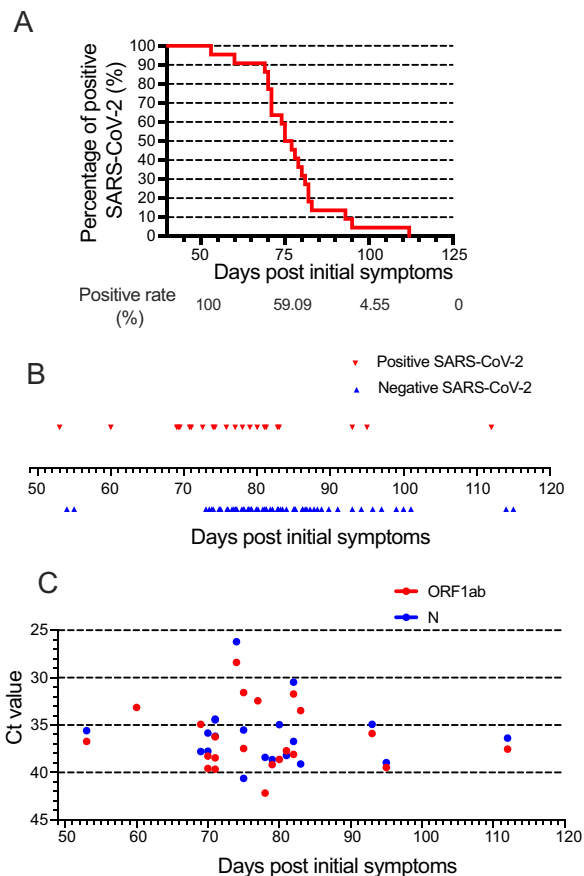 A
Percentage of positive
SARS-CoV-2 (%)
100
90
80
70
60
50
40
30
20
10
0
50 75 100 125
Days post initial symptoms
Positive rate
(%)
100 59.09 4.55 0
B
Positive SARS-CoV-2
Negative SARS-CoV-2
50 60 70 80 90 100 110 120
Days post initial symptoms
C
ORF1ab
N
Ct value
25
30
35
40
45
50 60 70 80 90 100 110 120
Days post initial symptoms